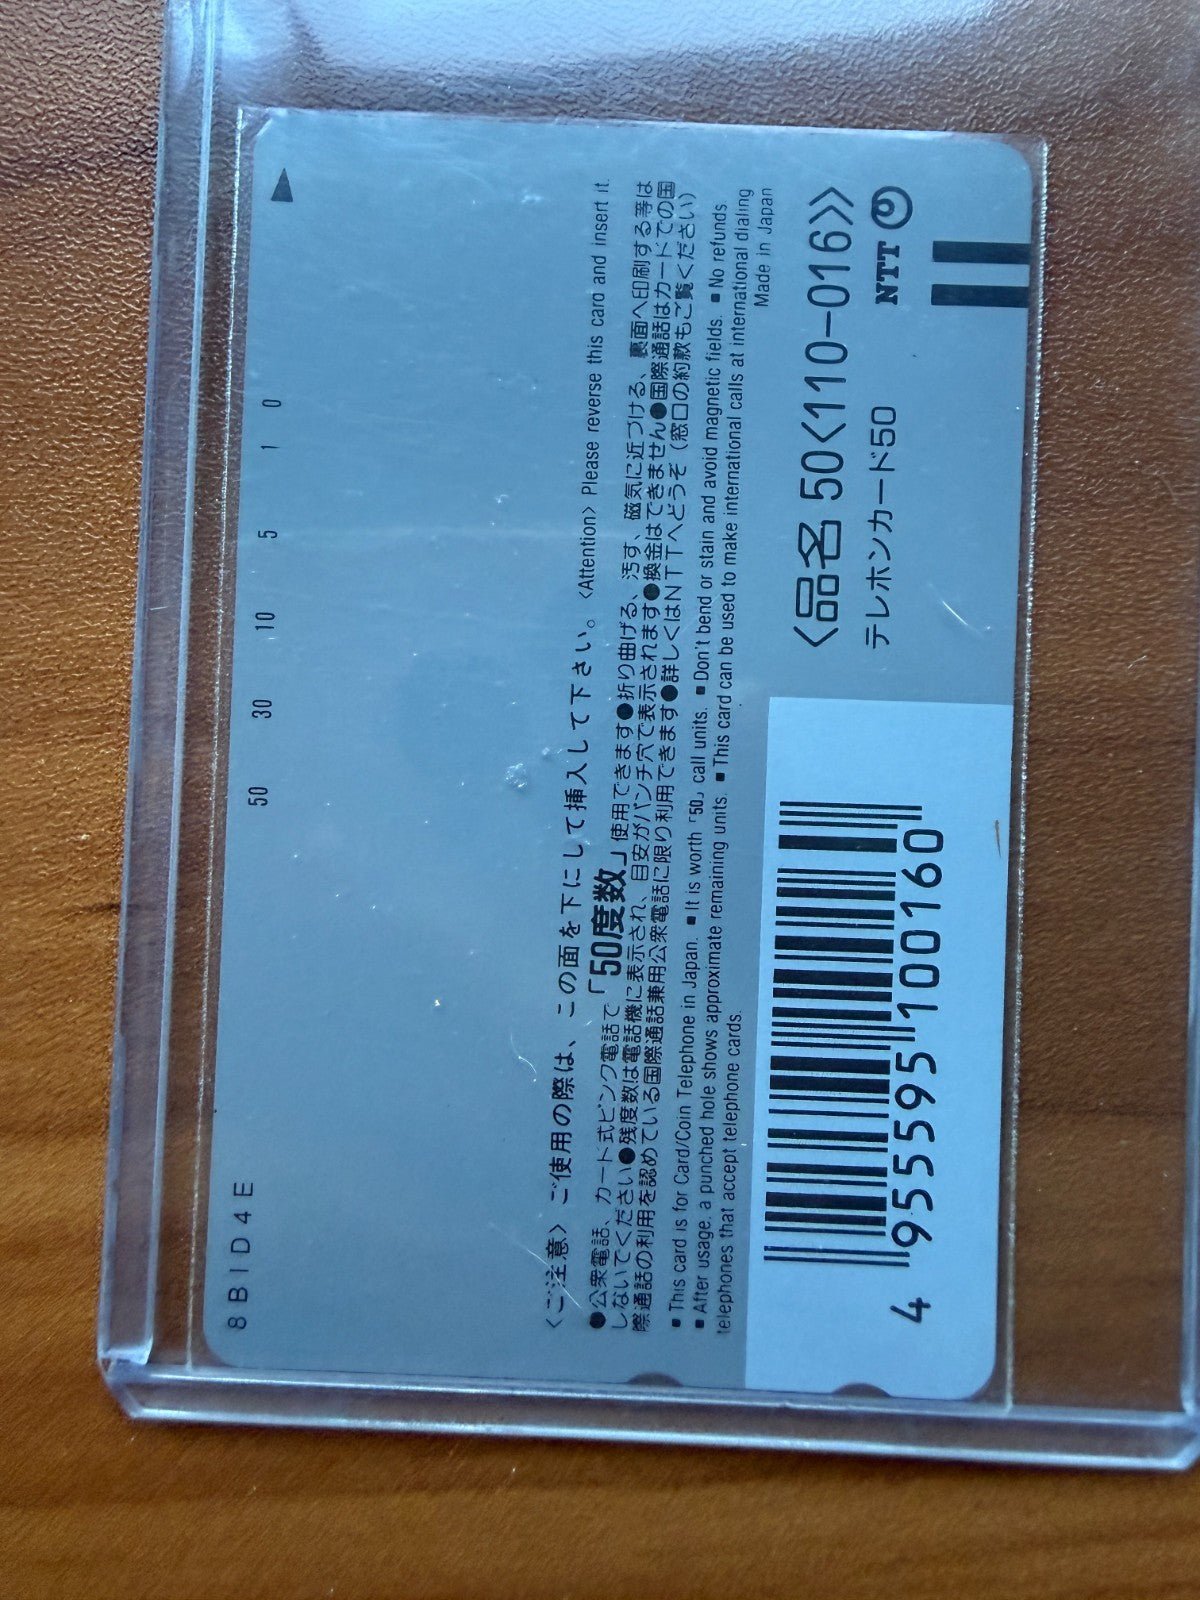 8B1D4E
50 30 10 5 1 0
〈ご注意〉ご使用の際は、この面を下にして挿入して下さい。〈Attention〉Please reverse this card and insert it.
●公衆電話、カード式ピンク電話で「50度数」使用できます●折り曲げる、汚す、磁気に近づける、裏面へ印刷する等は
しないでください●残度数は電話機に表示され、目安がパンチ穴で表示されます●換金はできません●国際通話はカードでの国
際通話の利用を認めている国際通話兼用公衆電話に限り利用できます●詳しくはNTTへどうぞ（窓口の約款もご覧ください）
■This card is for Card/Coin Telephone in Japan. ■It is worth「50」call units. ■Don't bend or stain and avoid magnetic fields. ■No refunds
■After usage, a punched hole shows approximate remaining units. ■This card can be used to make international calls at international dialing
telephones that accept telephone cards.
Made in Japan
〈品名 50〈110-016〉〉
テレホンカード50
NTT
4 955595 100160